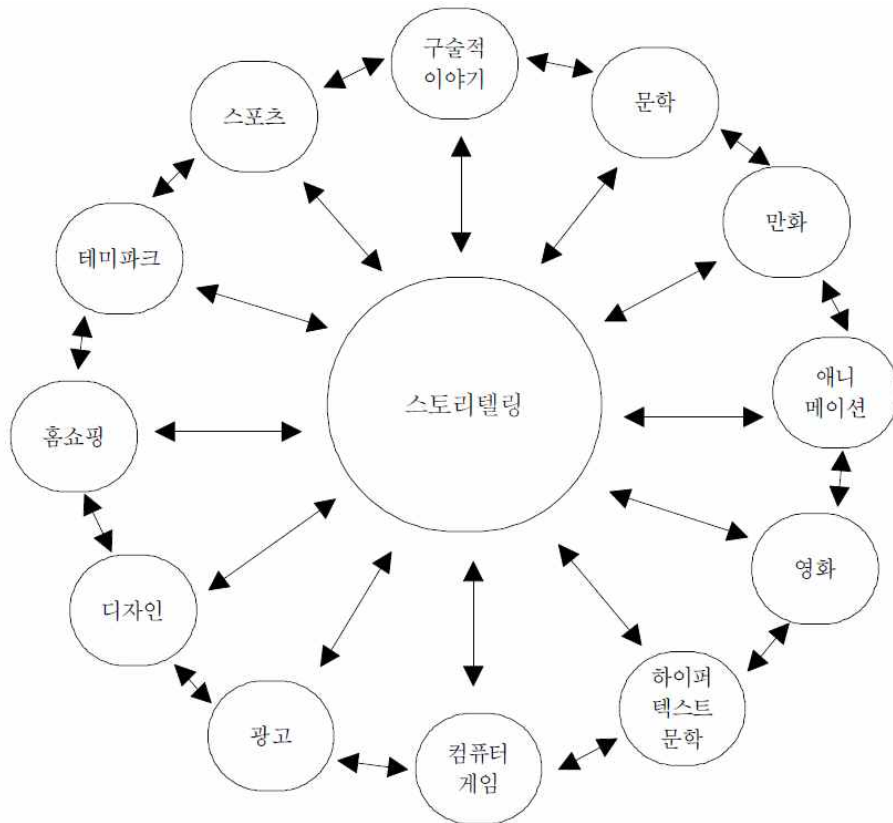 구술적
이야기
문학
만화
애니
메이션
영화
하이퍼
텍스트
문학
컴퓨터
게임
광고
디자인
홈쇼핑
테미파크
스포츠
스토리텔링